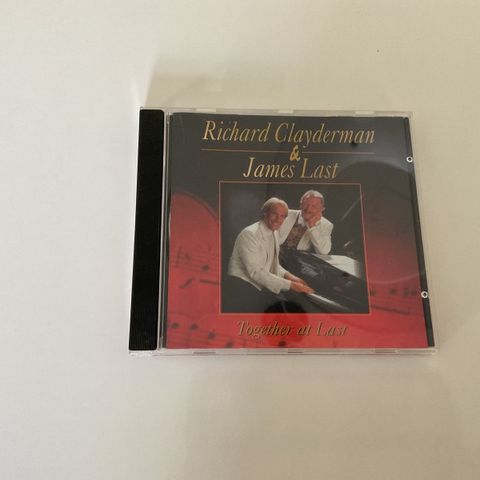 Richard Clayderman
&
James Last
Together at Last